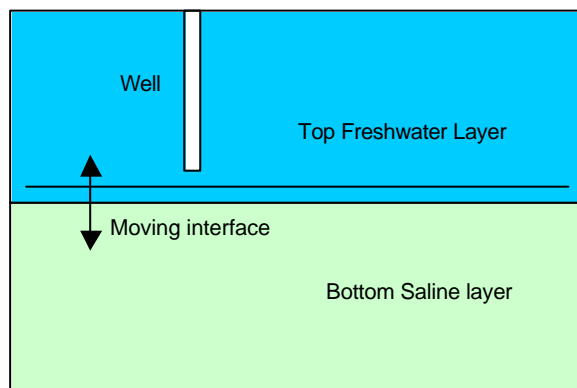 Well
Top Freshwater Layer
Moving interface
Bottom Saline layer